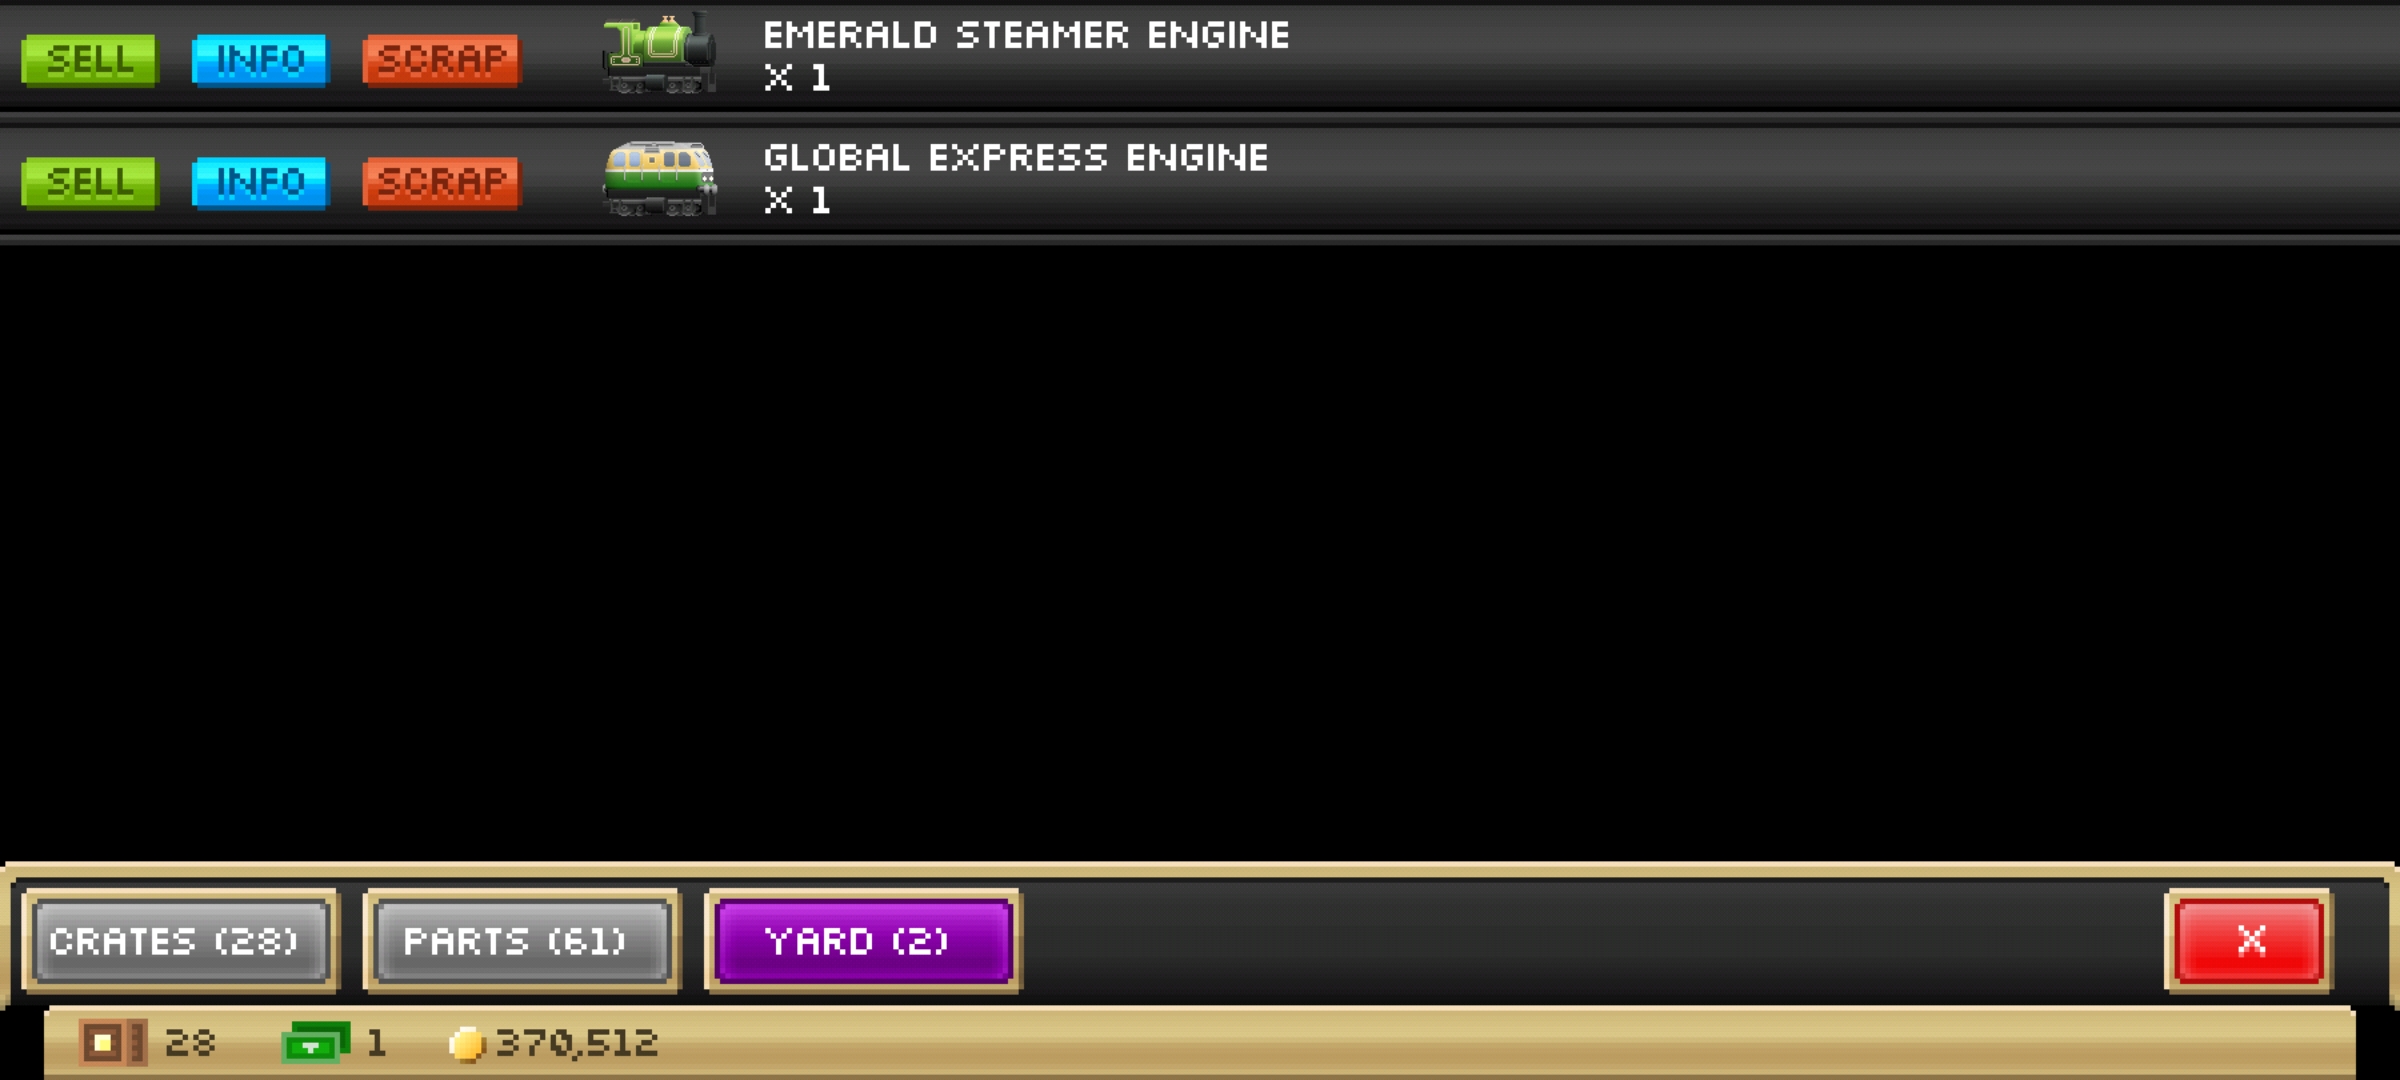 SELL INFO SCRAP EMERALD STEAMER ENGINE
X 1
SELL INFO SCRAP GLOBAL EXPRESS ENGINE
X 1
CRATES (28) PARTS (61) YARD (2) X
28 1 370,512